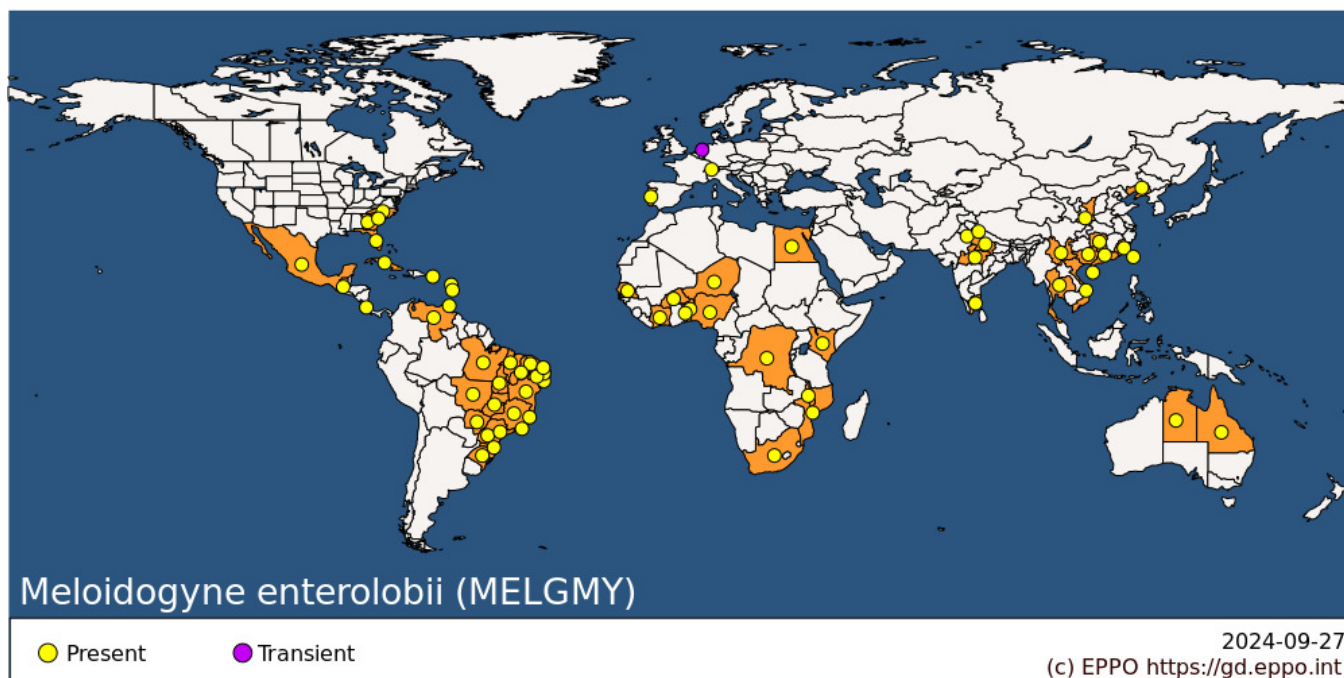 Meloidogyne enterolobii (MELGMY)
Present
Transient
2024-09-27
(c) EPPO https://gd.eppo.int